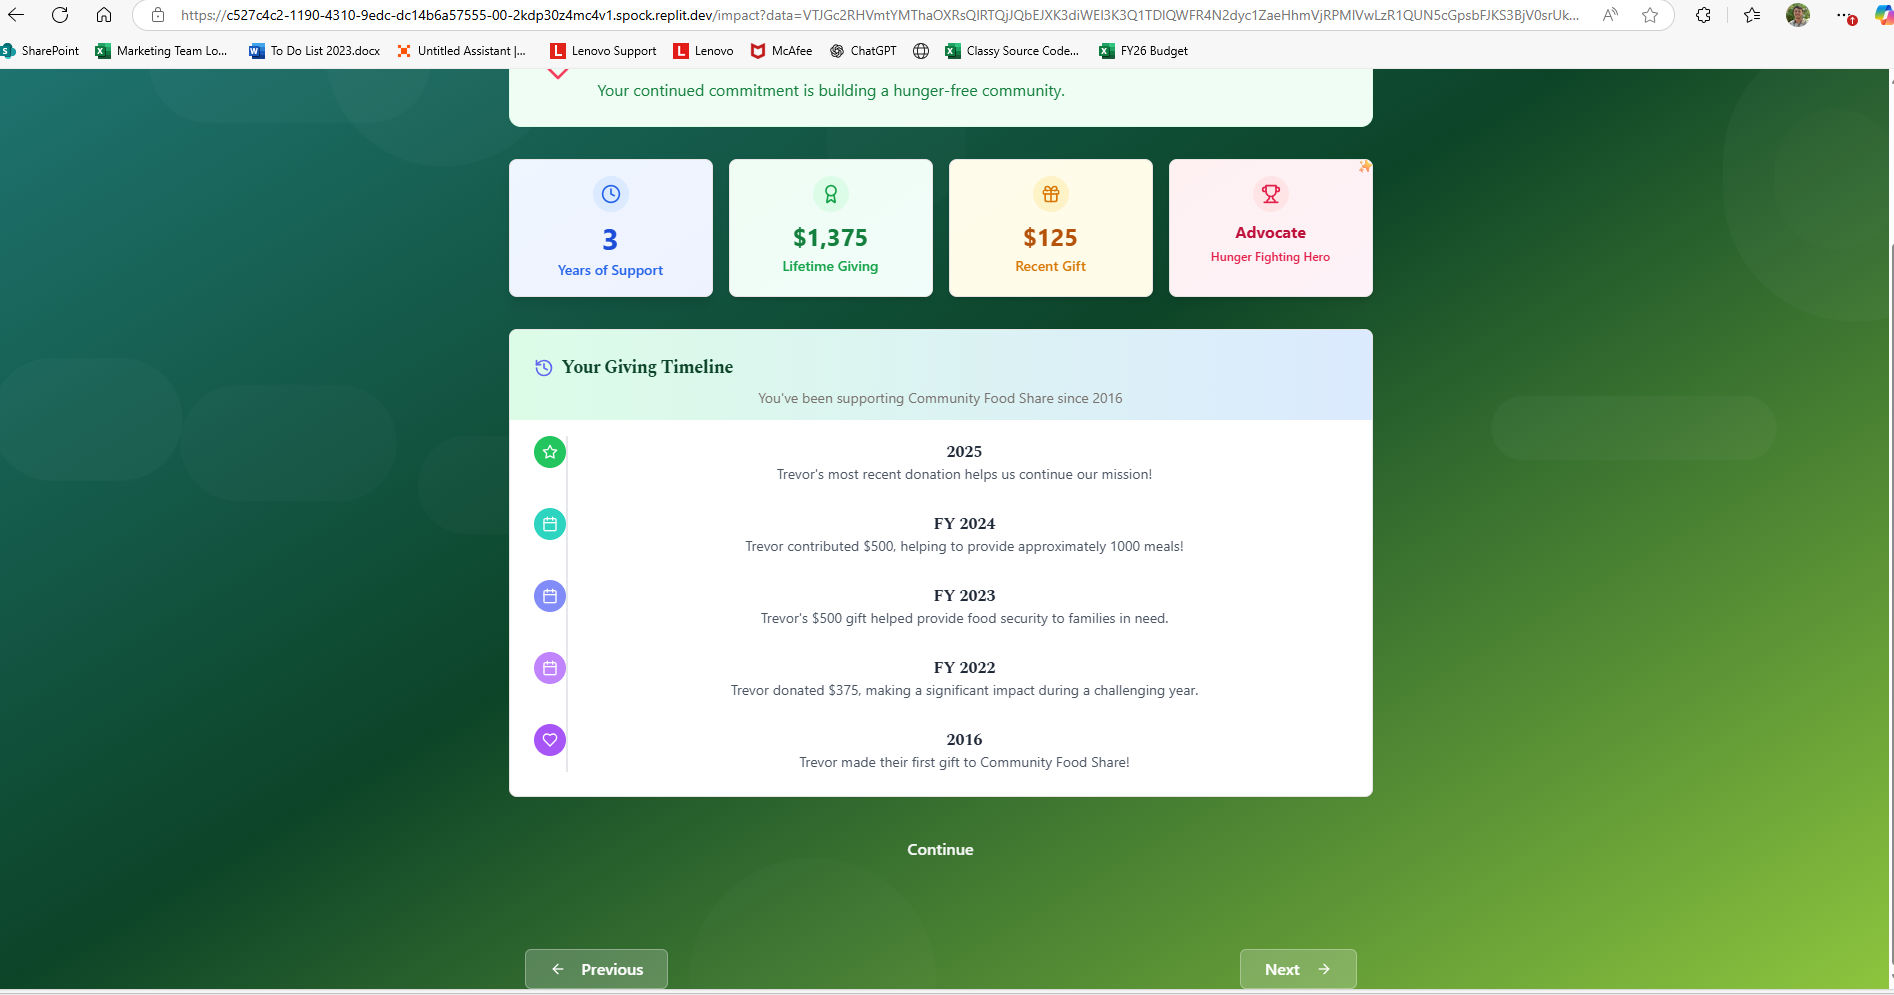 https://c527c4c2-1190-4310-9edc-dc14b6a57555-00-2kdp30z4mc4v1.spock.replit.dev/impact?data=
SharePoint
Marketing Team Lo...
To Do List 2023.docx
Untitled Assistant |...
Lenovo Support
Lenovo
McAfee
ChatGPT
Classy Source Code...
FY26 Budget
Your continued commitment is building a hunger-free community.
3
Years of Support
$1,375
Lifetime Giving
$125
Recent Gift
Advocate
Hunger Fighting Hero
Your Giving Timeline
You've been supporting Community Food Share since 2016
2025
Trevor's most recent donation helps us continue our mission!
FY 2024
Trevor contributed $500, helping to provide approximately 1000 meals!
FY 2023
Trevor's $500 gift helped provide food security to families in need.
FY 2022
Trevor donated $375, making a significant impact during a challenging year.
2016
Trevor made their first gift to Community Food Share!
Continue
Previous
Next